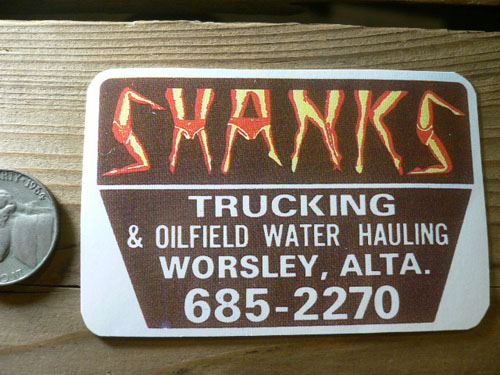 SHANKS
TRUCKING
& OILFIELD WATER HAULING
WORSLEY, ALTA.
685-2270